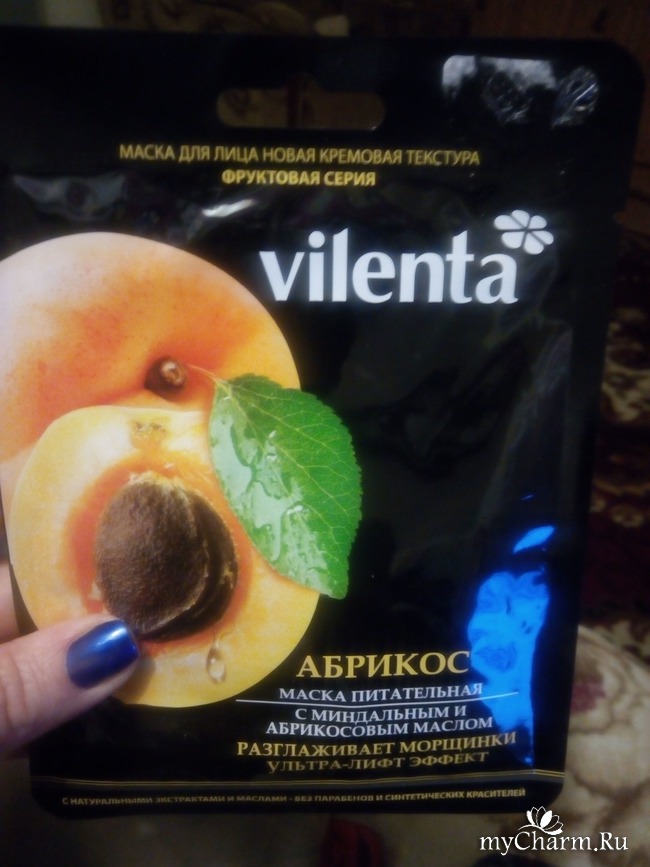 МАСКА ДЛЯ ЛИЦА НОВАЯ КРЕМОВАЯ ТЕКСТУРА
ФРУКТОВАЯ СЕРИЯ
vilenta
АБРИКОС
МАСКА ПИТАТЕЛЬНАЯ
С МИНДАЛЬНЫМ И
АБРИКОСОВЫМ МАСЛОМ
РАЗГЛАЖИВАЕТ МОРЩИНКИ
УЛЬТРА-ЛИФТ ЭФФЕКТ
С НАТУРАЛЬНЫМИ ЭКСТРАКТАМИ И МАСЛАМИ - БЕЗ ПАРАБЕНОВ И СИНТЕТИЧЕСКИХ КРАСИТЕЛЕЙ
myCharm.Ru